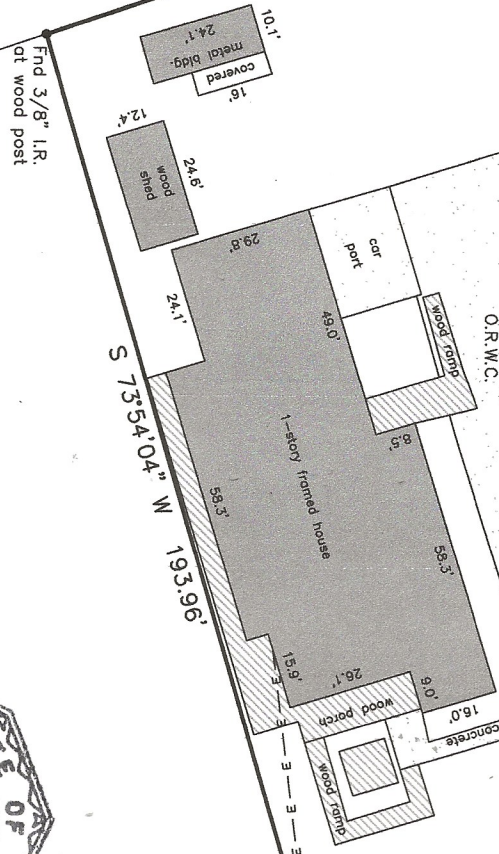 10.1'
24.1'
metal bldg.
covered
16'
Fnd 3/8" I.R.
at wood post
12.4'
24.6'
wood
shed
car
port
29.8'
24.1'
49.0'
wood ramp
O.R.W.C.
8.5'
1-story framed house
58.3'
58.3'
S 73°54'04" W 193.96'
15.9'
26.1'
9.0'
16.0'
wood porch
concrete
wood ramp
E
E
E
E
E OF